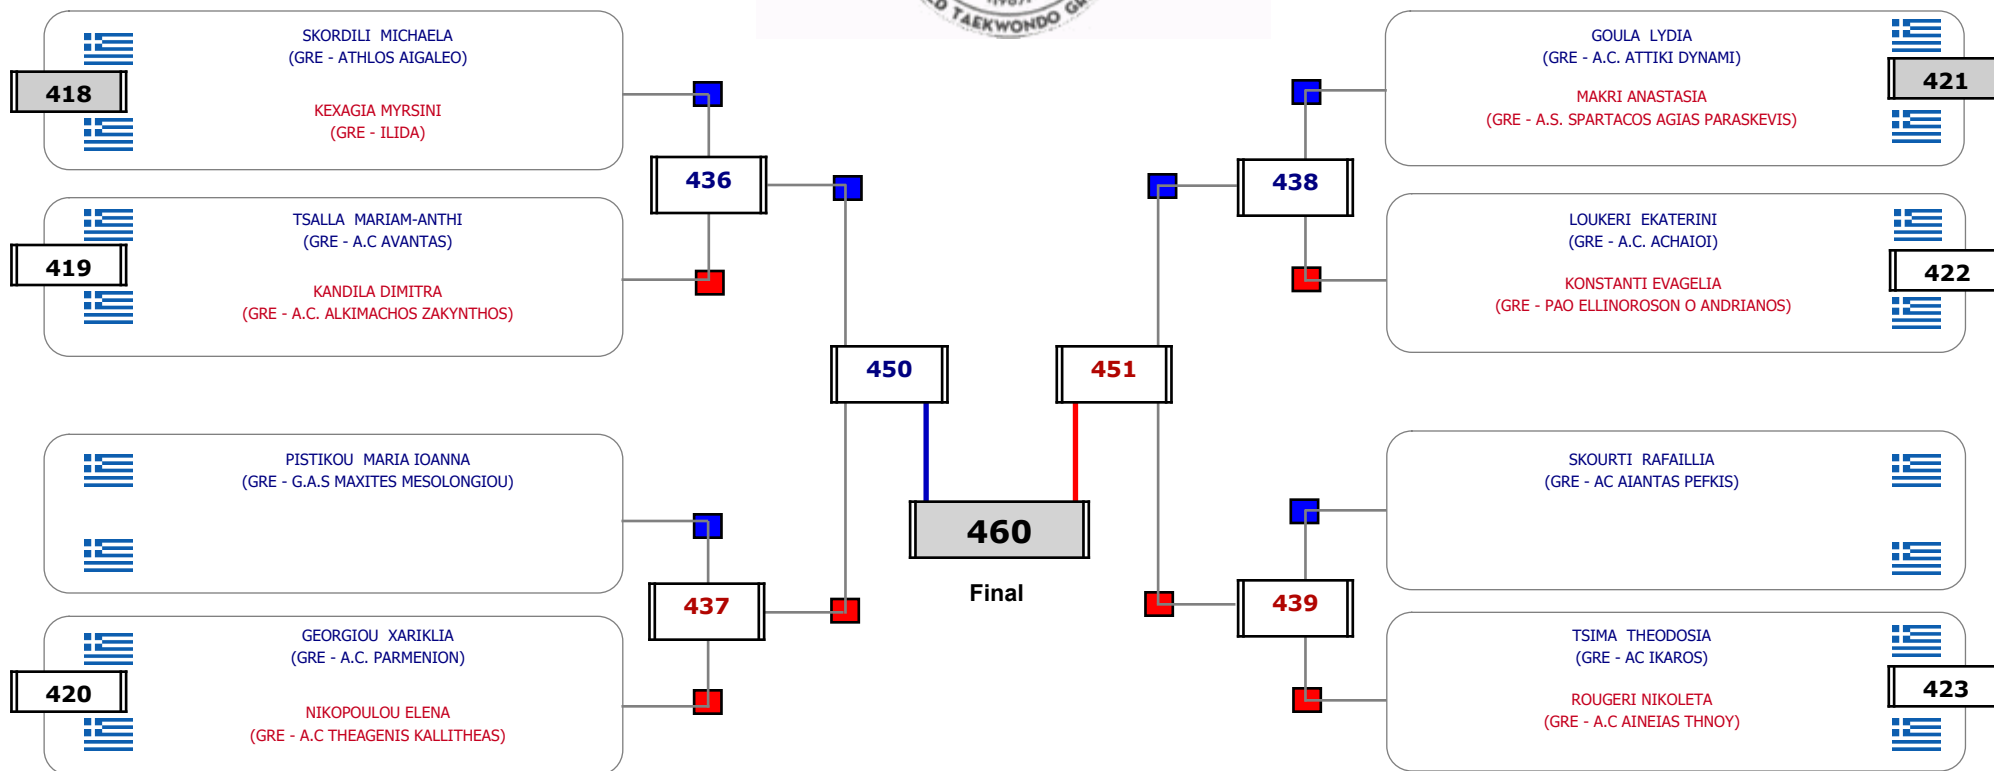 TAEKWONDO
SKORDILI MICHAELA
(GRE - ATHLOS AIGALEO)
418
KEXAGIA MYRSINI
(GRE - ILIDA)
436
TSALLA MARIAM-ANTHI
(GRE - A.C AVANTAS)
419
KANDILA DIMITRA
(GRE - A.C. ALKIMACHOS ZAKYNTHOS)
450
PISTIKOU MARIA IOANNA
(GRE - G.A.S MAXITES MESOLONGIOU)
437
GEORGIOU XARIKLIA
(GRE - A.C. PARMENION)
420
NIKOPOULOU ELENA
(GRE - A.C THEAGENIS KALLITHEAS)
460
Final
GOULA LYDIA
(GRE - A.C. ATTIKI DYNAMI)
421
MAKRI ANASTASIA
(GRE - A.S. SPARTACOS AGIAS PARASKEVIS)
438
LOUKERI EKATERINI
(GRE - A.C. ACHAIOI)
422
KONSTANTI EVAGELIA
(GRE - PAO ELLINOROSON O ANDRIANOS)
451
SKOURTI RAFAILLIA
(GRE - AC AIANTAS PEFKIS)
439
TSIMA THEODOSIA
(GRE - AC IKAROS)
423
ROUGERI NIKOLETA
(GRE - A.C AINEIAS THNOY)